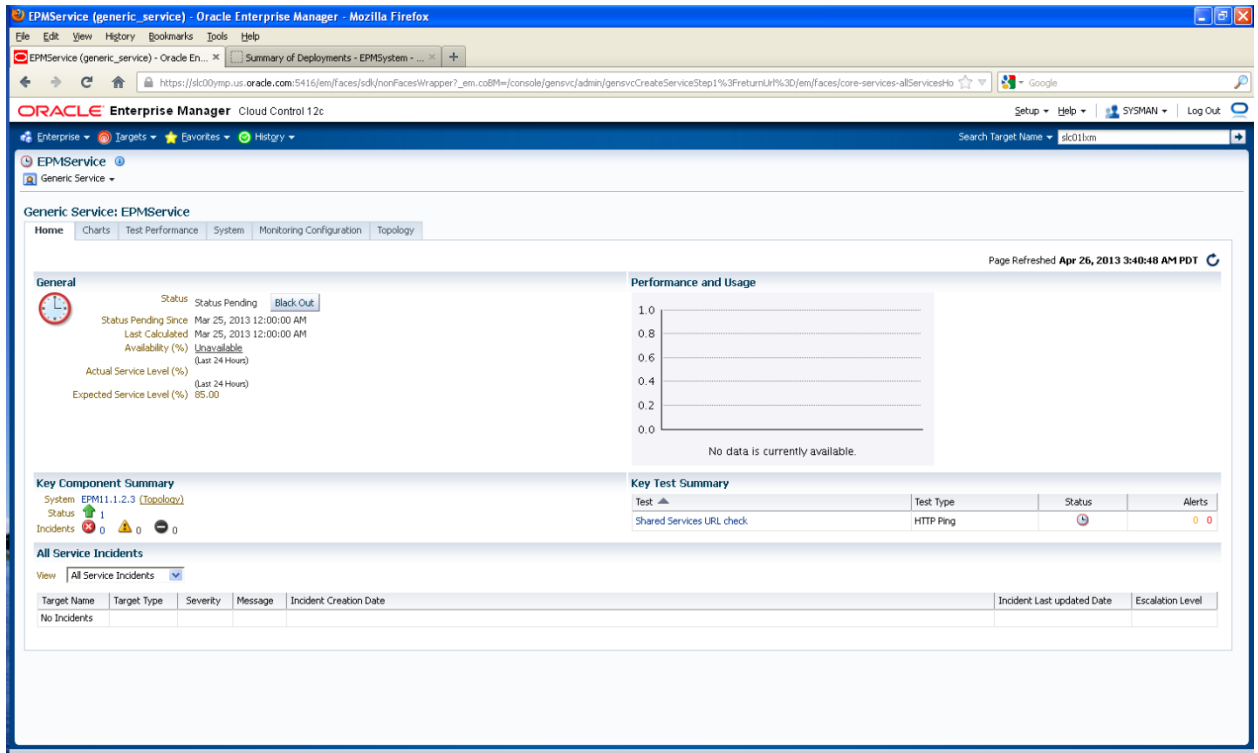 EPMService (generic_service) - Oracle Enterprise Manager - Mozilla Firefox
File Edit View History Bookmarks Tools Help
EPMService (generic_service) - Oracle En... × Summary of Deployments - EPMSystem - ... × +
https://slc00ymp.us.oracle.com:5416/em/faces/sdk/nonFacesWrapper?_em.coBM=/console/gensvc/admin/gensvcCreateServiceStep1%3FreturnUrl%3D/em/faces/core-services-allServicesHo Google
ORACLE Enterprise Manager Cloud Control 12c Setup Help SYSMAN Log Out
Enterprise Targets Favorites History Search Target Name slc01lxm
EPMService
Generic Service
Generic Service: EPMService
Home Charts Test Performance System Monitoring Configuration Topology
Page Refreshed Apr 26, 2013 3:40:48 AM PDT
General
Status Status Pending Black Out
Status Pending Since Mar 25, 2013 12:00:00 AM
Last Calculated Mar 25, 2013 12:00:00 AM
Availability (%) Unavailable
(Last 24 Hours)
Actual Service Level (%)
(Last 24 Hours)
Expected Service Level (%) 85.00
Performance and Usage
1.0
0.8
0.6
0.4
0.2
0.0
No data is currently available.
Key Component Summary
System EPM11.1.2.3 (Topology)
Status 1
Incidents 0 0 0
Key Test Summary
Test Test Type Status Alerts
Shared Services URL check HTTP Ping 0 0
All Service Incidents
View All Service Incidents
Target Name Target Type Severity Message Incident Creation Date Incident Last updated Date Escalation Level
No Incidents